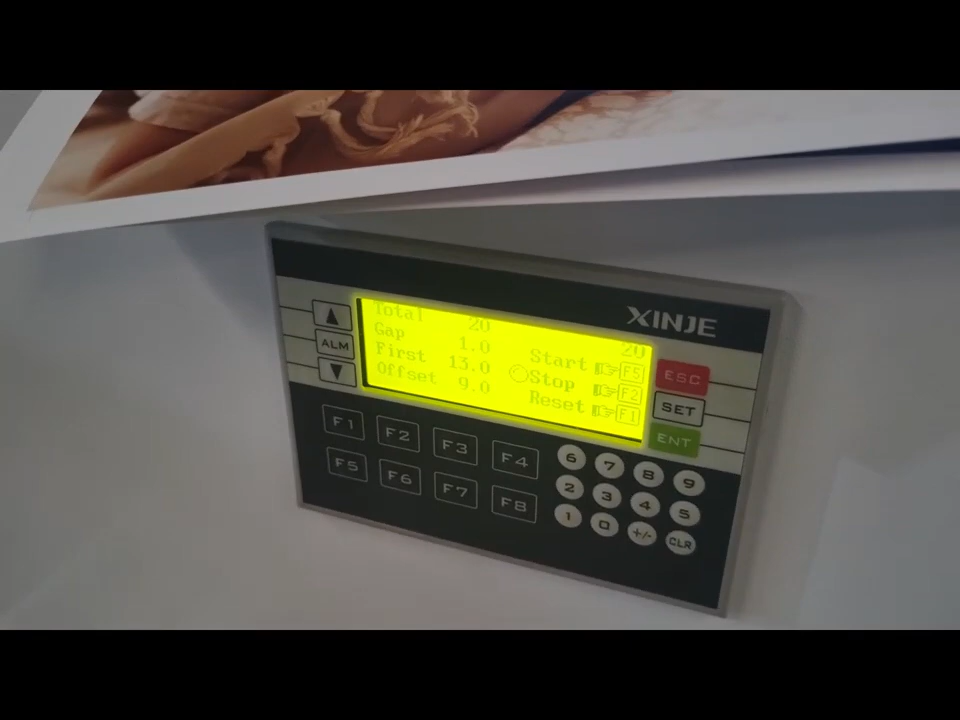 XINJE
Total 20 20
Gap 1.0 Start F5
First 13.0 Stop F2
Offset 9.0 Reset F1
ALM
ESC
SET
ENT
F1 F2 F3 F4
F5 F6 F7 F8
6 7 8 9
2 3 4 5
1 0 +/- CLR